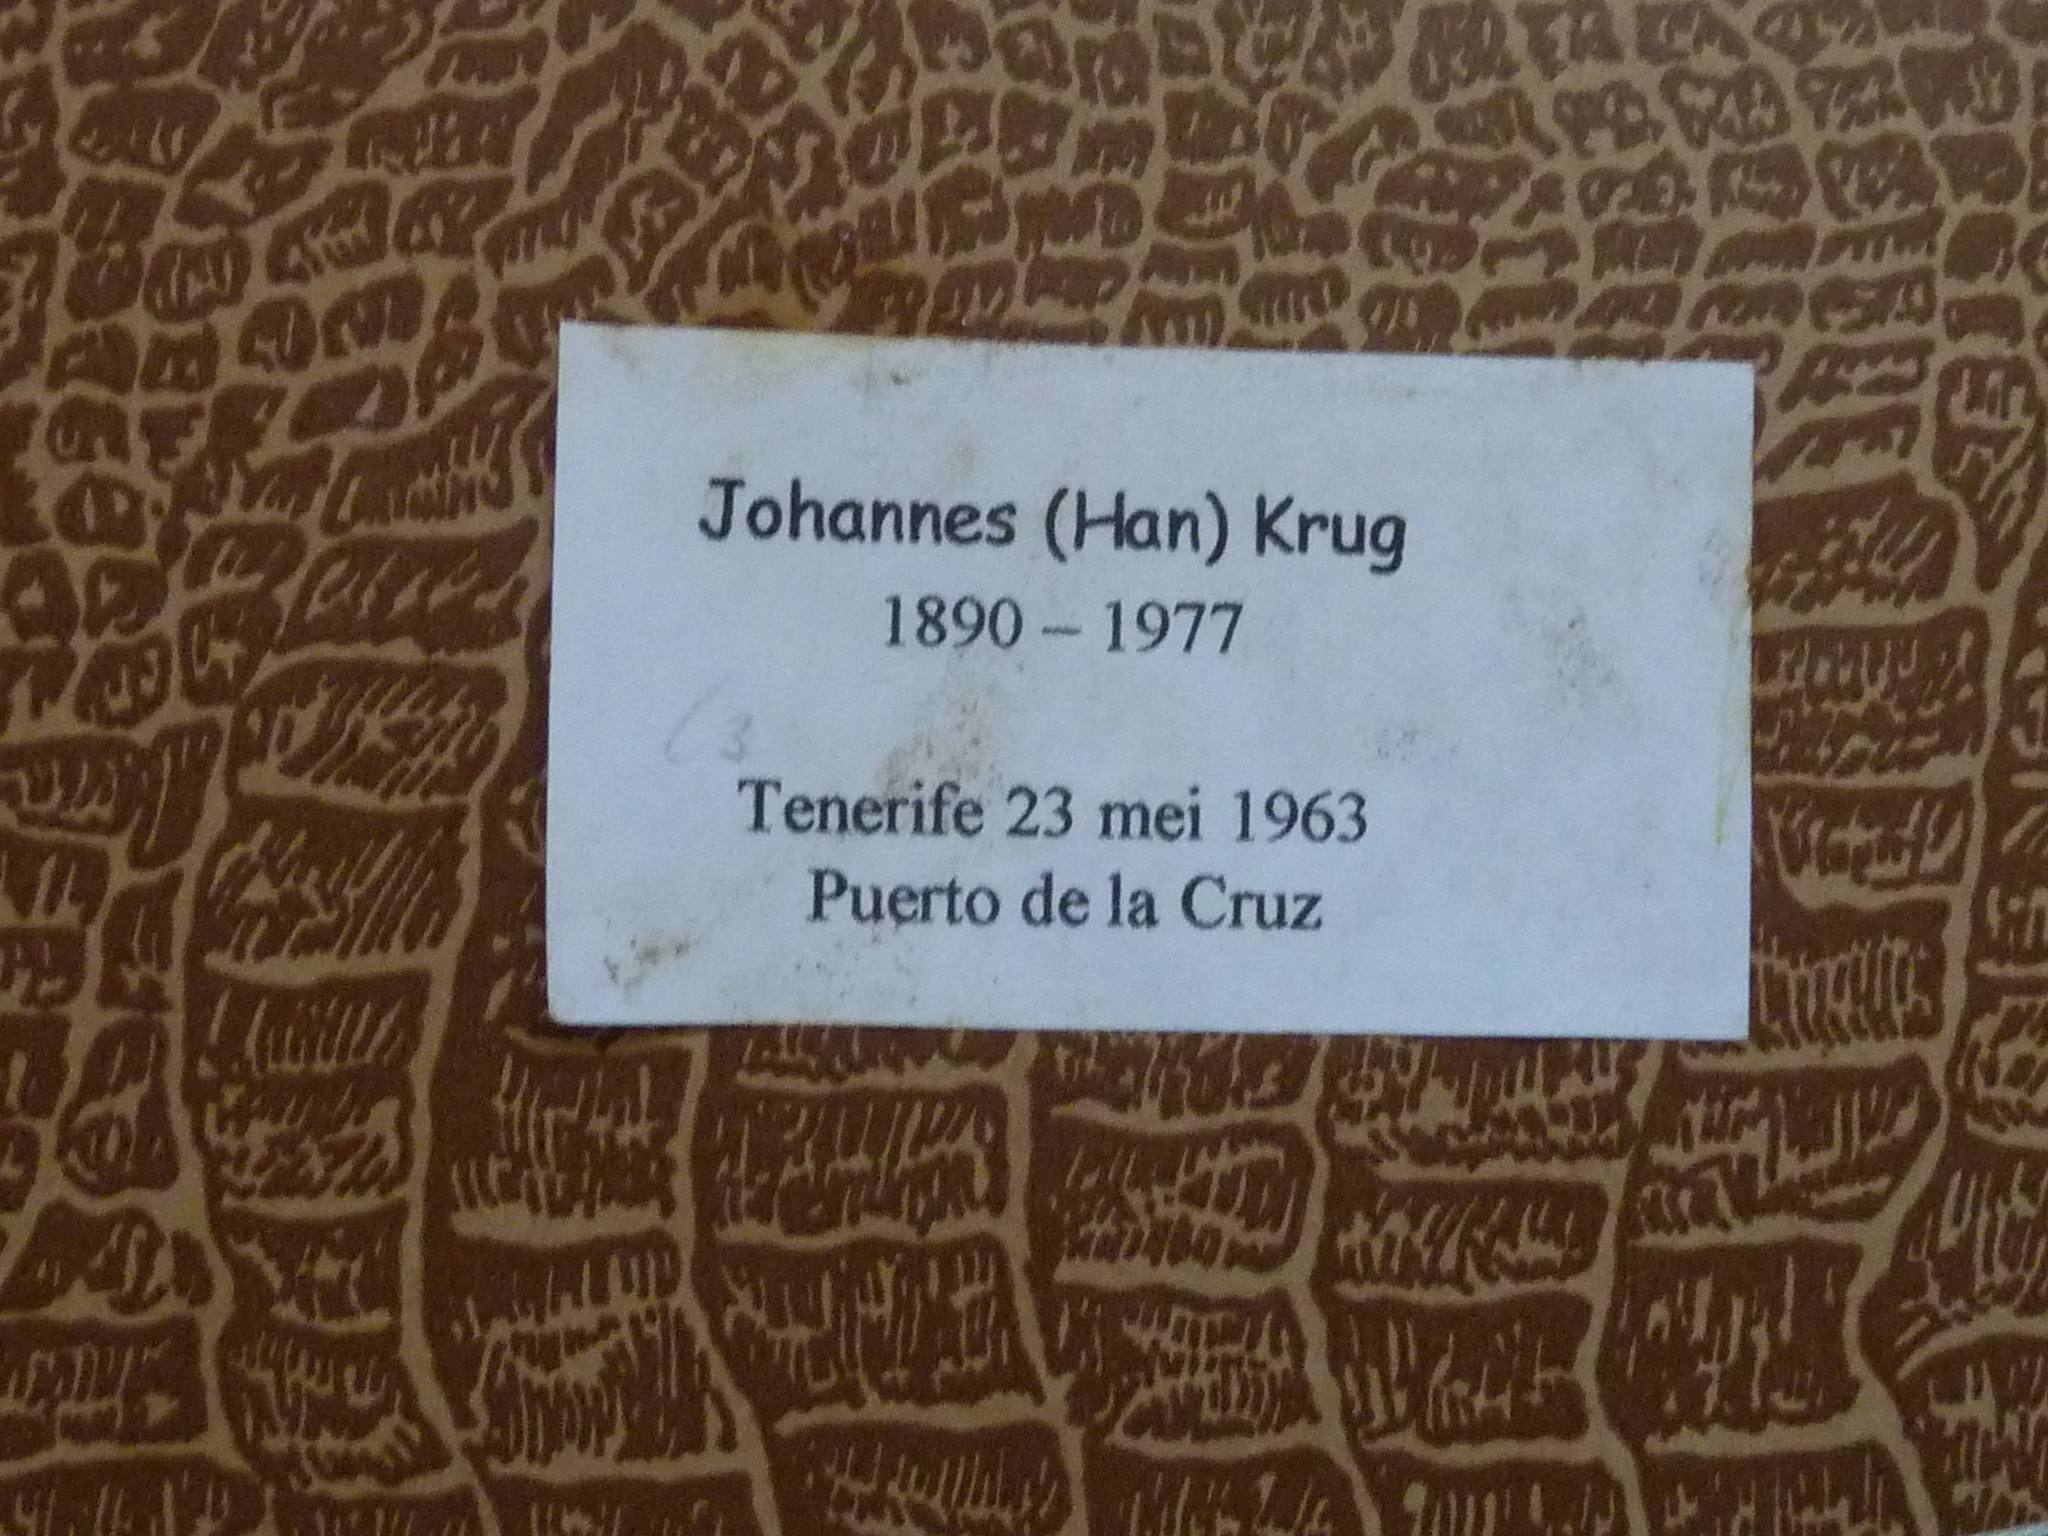 Johannes (Han) Krug
1890 – 1977
Tenerife 23 mei 1963
Puerto de la Cruz